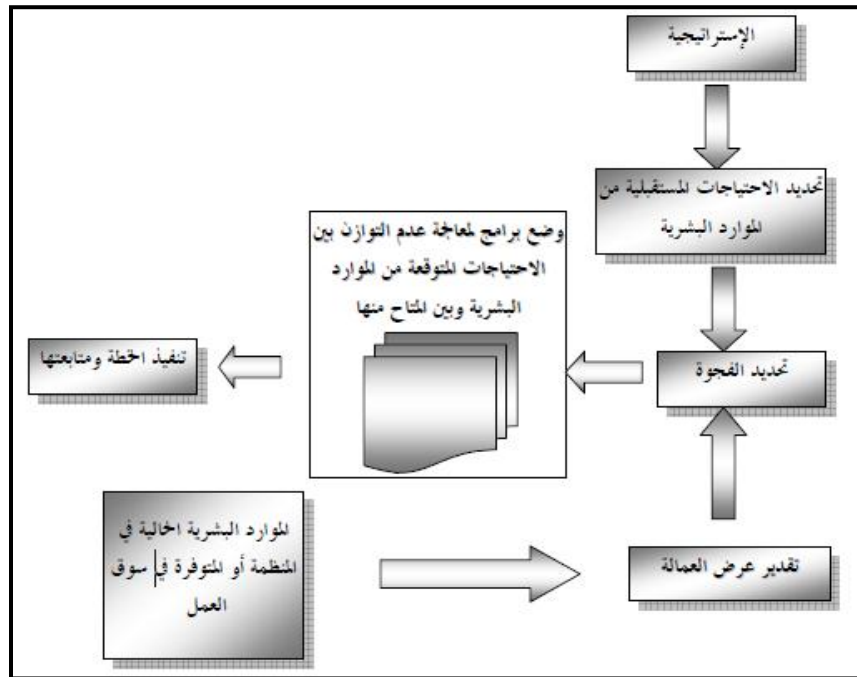 الإستراتيجية
تحديد الاحتياجات المستقبلية من
الموارد البشرية
وضع برامج لمعالجة عدم التوازن بين
الاحتياجات المتوقعة من الموارد
البشرية وبين المتاح منها
تحديد الفجوة
تنفيذ الخطة ومتابعتها
الموارد البشرية الحالية في
المنظمة أو المتوفرة في سوق
العمل
تقدير عرض العمالة